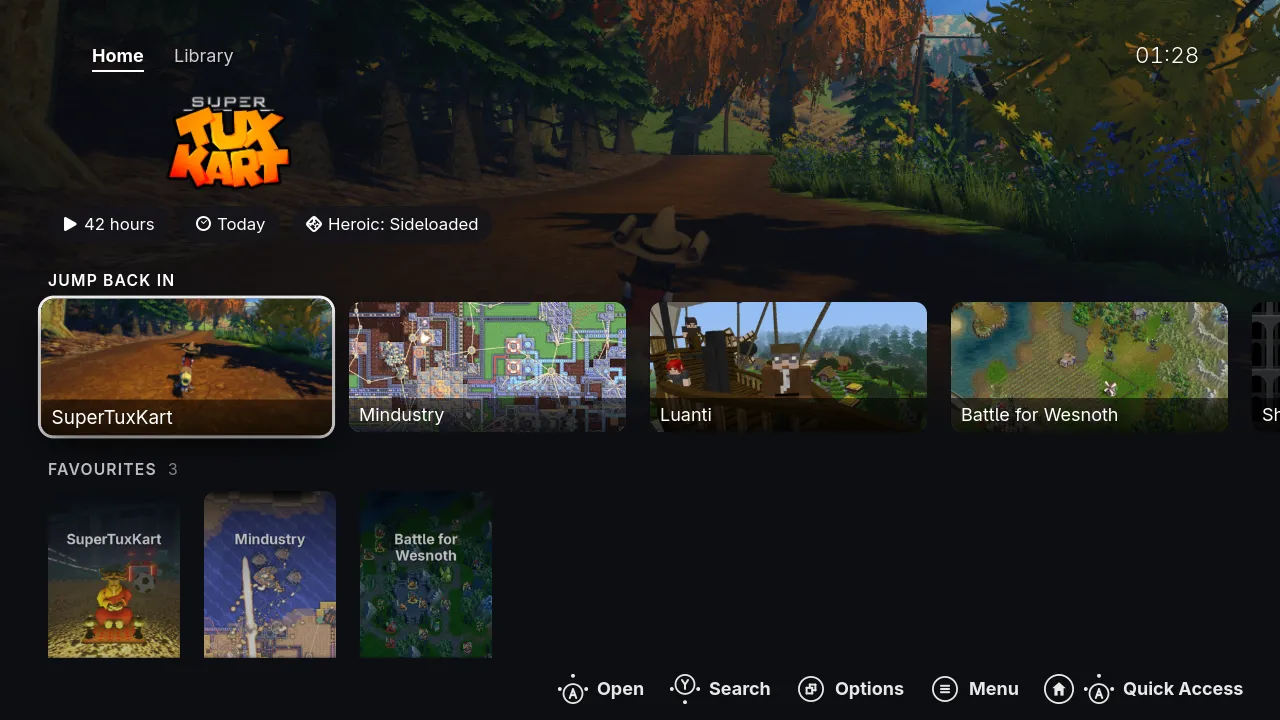 Home
Library
01:28
SUPER
TUX
KART
42 hours
Today
Heroic: Sideloaded
JUMP BACK IN
SuperTuxKart
Mindustry
Luanti
Battle for Wesnoth
Sh
FAVOURITES 3
SuperTuxKart
Mindustry
Battle for
Wesnoth
A Open
Y Search
Options
Menu
A Quick Access